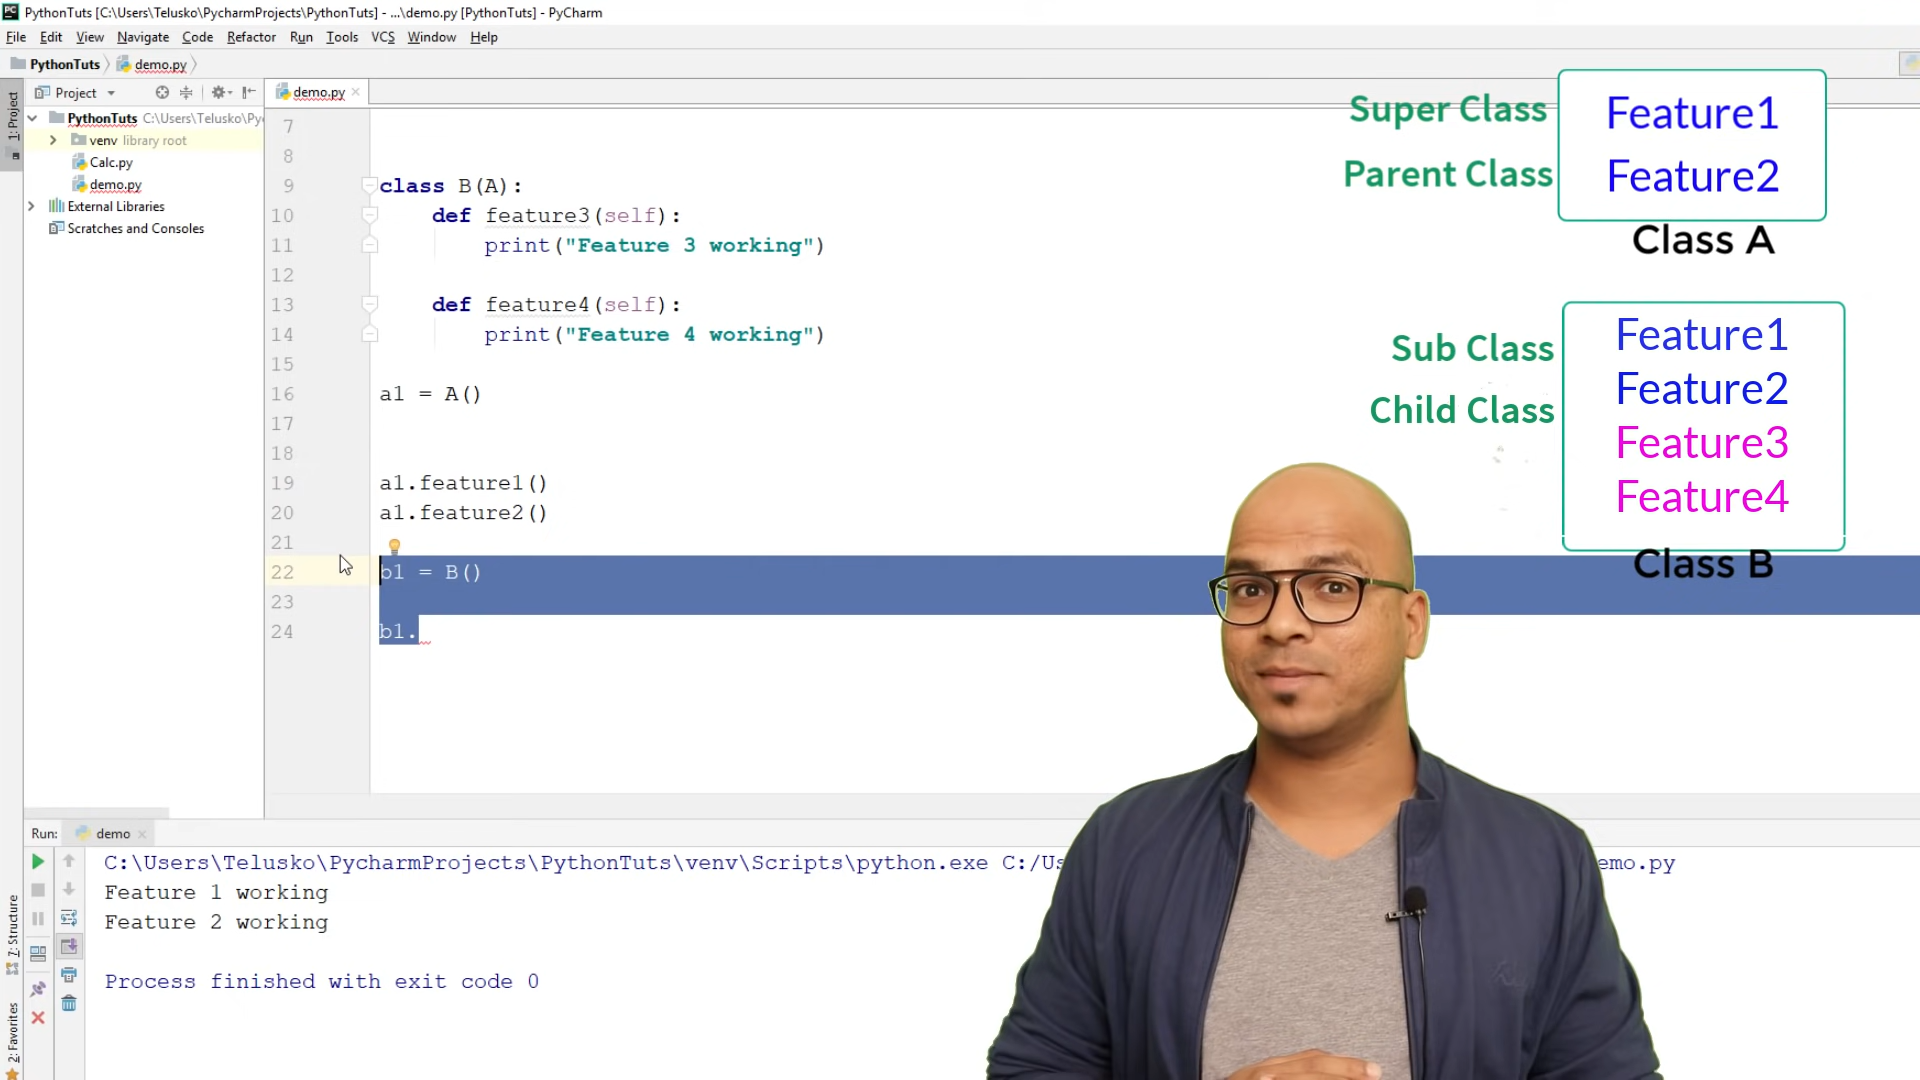 PythonTuts [C:\Users\Telusko\PycharmProjects\PythonTuts] - ...\demo.py [PythonTuts] - PyCharm
File Edit View Navigate Code Refactor Run Tools VCS Window Help
PythonTuts demo.py
1: Project
Project
PythonTuts C:\Users\Telusko\Py
venv library root
Calc.py
demo.py
External Libraries
Scratches and Consoles
demo.py
7
8
9 class B(A):
10 def feature3(self):
11 print("Feature 3 working")
12
13 def feature4(self):
14 print("Feature 4 working")
15
16 a1 = A()
17
18
19 a1.feature1()
20 a1.feature2()
21
22 b1 = B()
23
24 b1.
Super Class
Parent Class
Feature1
Feature2
Class A
Sub Class
Child Class
Feature1
Feature2
Feature3
Feature4
Class B
Run: demo
C:\Users\Telusko\PycharmProjects\PythonTuts\venv\Scripts\python.exe C:/Us emo.py
Feature 1 working
Feature 2 working
Process finished with exit code 0
7: Structure
2: Favorites